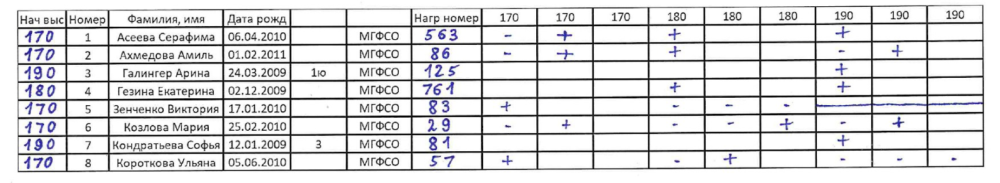 Нач выс Номер Фамилия, имя Дата рожд Нагр номер 170 170 170 180 180 180 190 190 190
170 1 Асеева Серафима 06.04.2010 МГФСО 563 - + + +
170 2 Ахмедова Амиль 01.02.2011 МГФСО 86 - + + - +
190 3 Галингер Арина 24.03.2009 1ю МГФСО 125 +
180 4 Гезина Екатерина 02.12.2009 МГФСО 761 + +
170 5 Зенченко Виктория 17.01.2010 МГФСО 83 + - - -
170 6 Козлова Мария 25.02.2010 МГФСО 29 - + - - + - +
190 7 Кондратьева Софья 12.01.2009 3 МГФСО 81 +
170 8 Короткова Ульяна 05.06.2010 МГФСО 57 + - + - - -